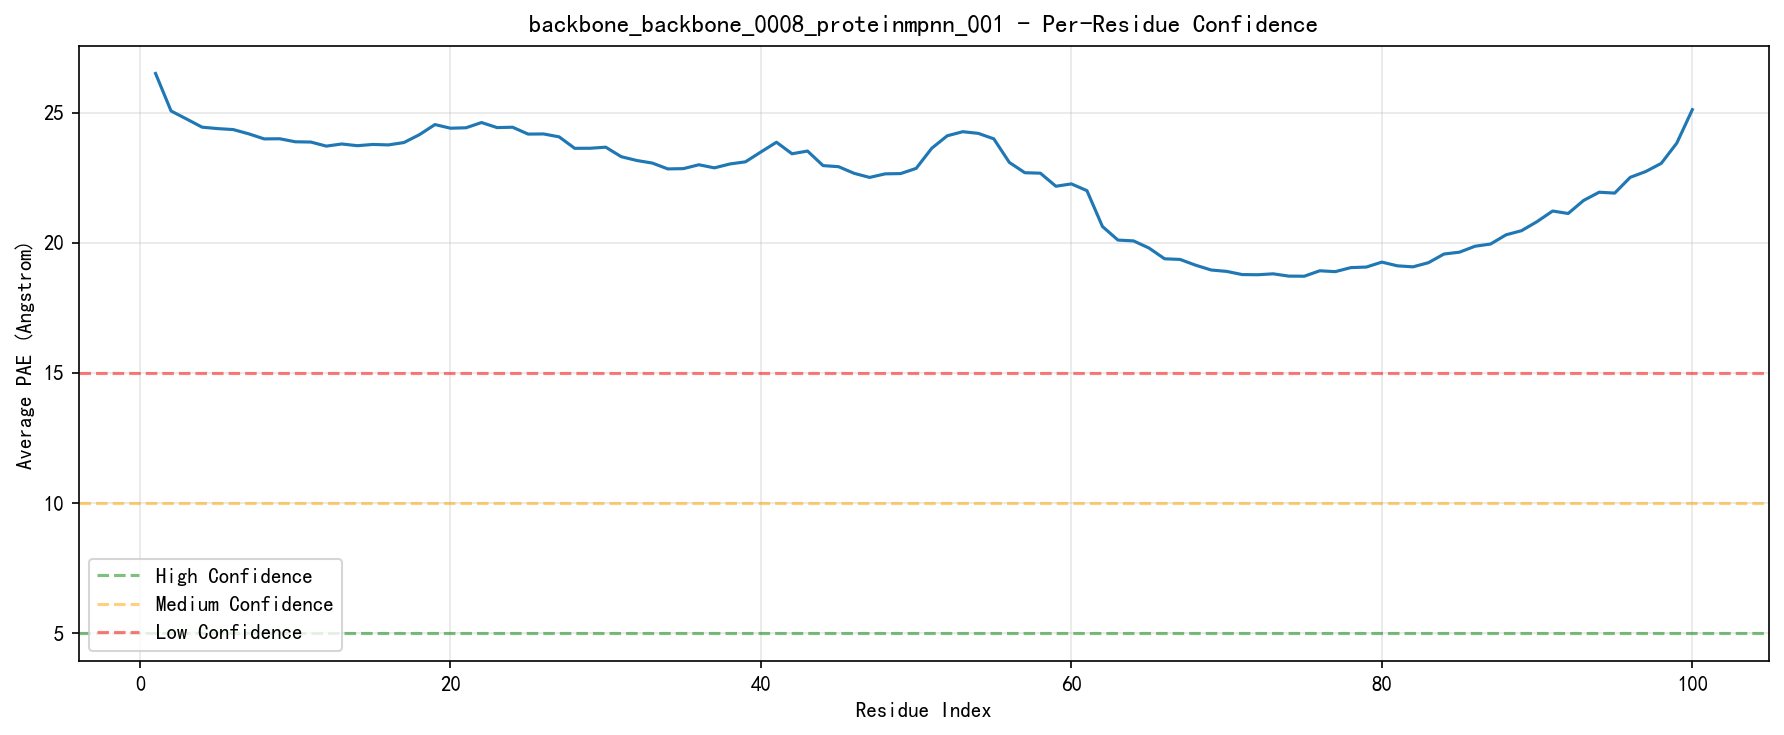 backbone_backbone_0008_proteinmpnn_001 - Per-Residue Confidence
Average PAE (Angstrom)
25
20
15
10
5
High Confidence
Medium Confidence
Low Confidence
0 20 40 60 80 100
Residue Index